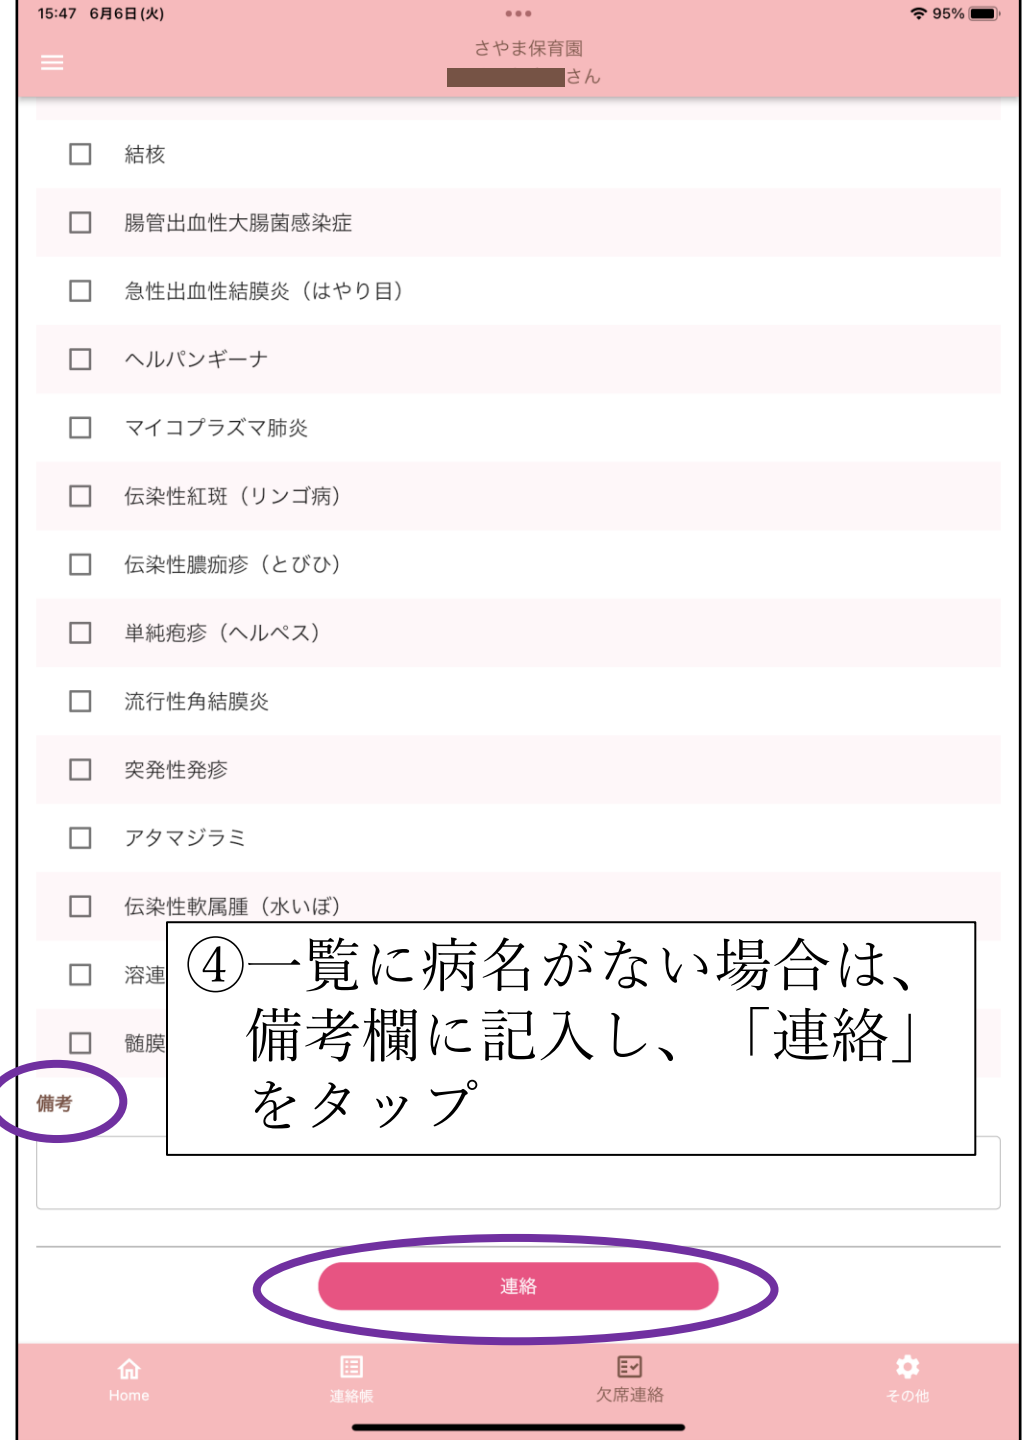 15:47 6月6日(火)
95%
さやま保育園
さん
結核
腸管出血性大腸菌感染症
急性出血性結膜炎（はやり目）
ヘルパンギーナ
マイコプラズマ肺炎
伝染性紅斑（リンゴ病）
伝染性膿痂疹（とびひ）
単純疱疹（ヘルペス）
流行性角結膜炎
突発性発疹
アタマジラミ
伝染性軟属腫（水いぼ）
溶連
髄膜
④一覧に病名がない場合は、
備考欄に記入し、「連絡」
をタップ
備考
連絡
Home
連絡帳
欠席連絡
その他